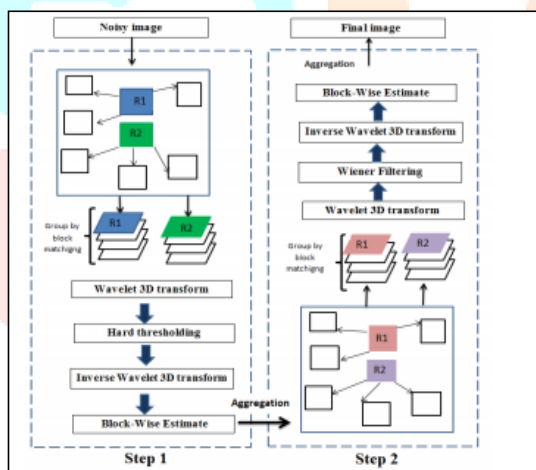 Noisy image
R1
R2
Group by
block
matchigng
R1
R2
Wavelet 3D transform
Hard thresholding
Inverse Wavelet 3D transform
Block-Wise Estimate
Step 1
Aggregation
Final image
Aggregation
Block-Wise Estimate
Inverse Wavelet 3D transform
Wiener Filtering
Wavelet 3D transform
Group by
block
matchigng
R1
R2
R1
R2
Step 2